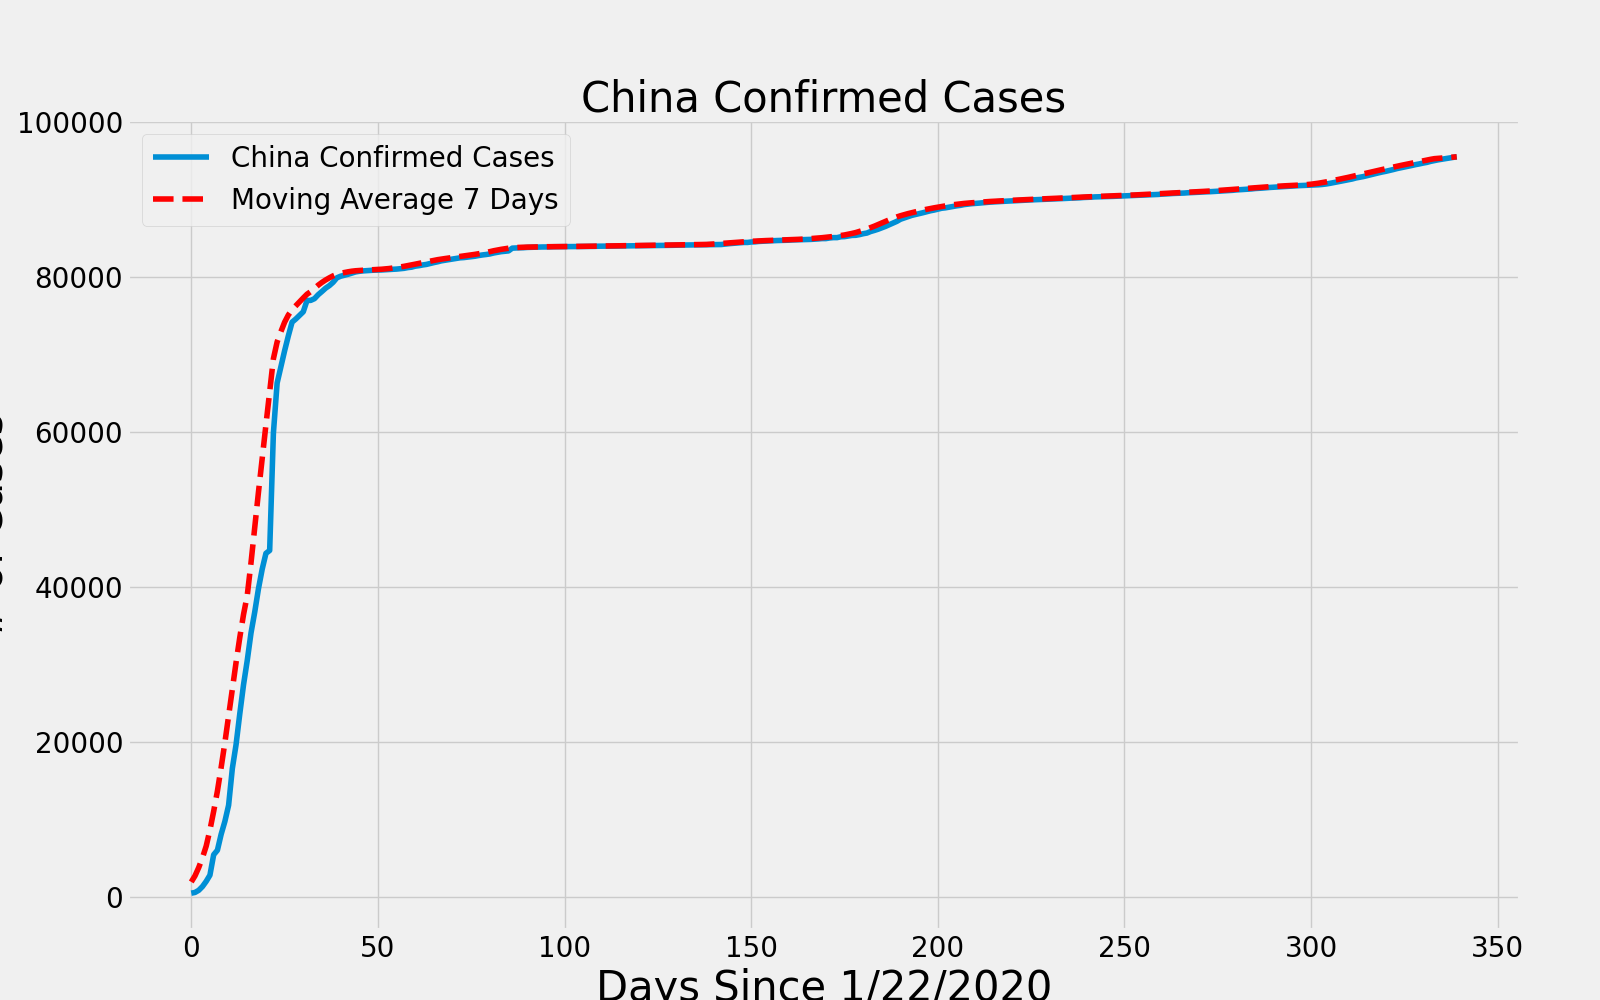 China Confirmed Cases
100000
80000
60000
40000
20000
0
China Confirmed Cases
Moving Average 7 Days
0 50 100 150 200 250 300 350
Days Since 1/22/2020